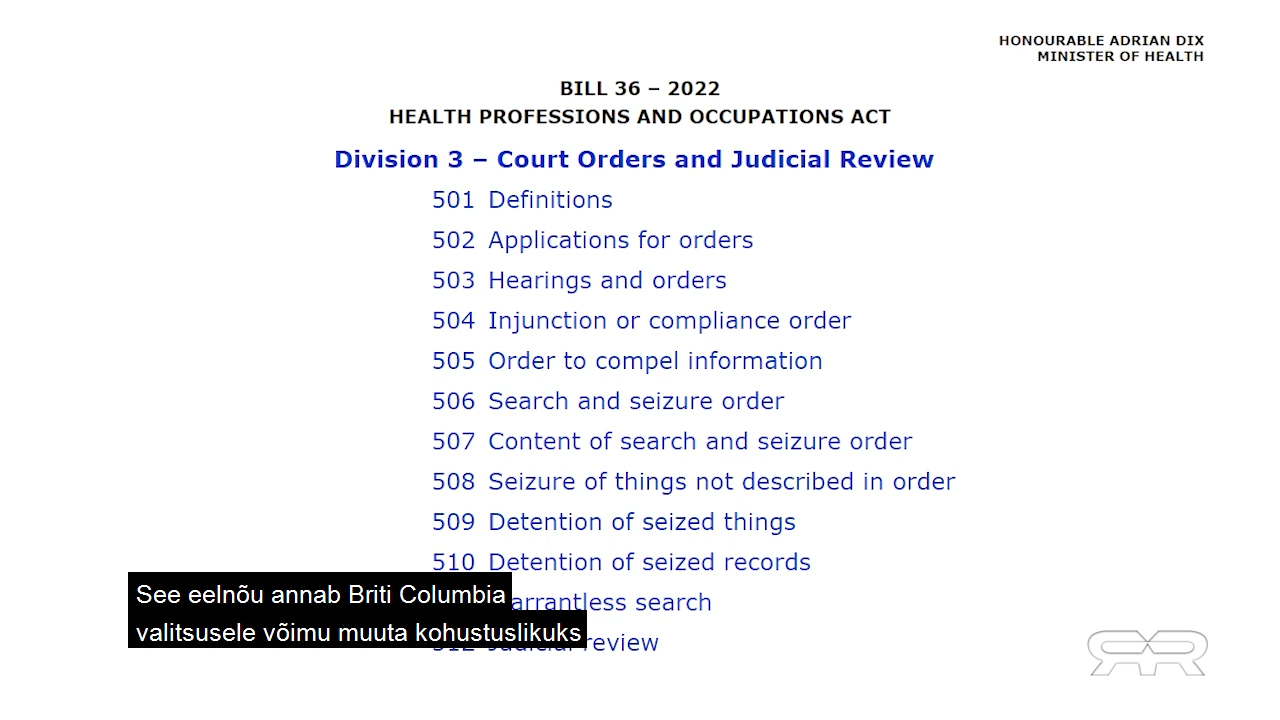 HONOURABLE ADRIAN DIX
MINISTER OF HEALTH
BILL 36 – 2022
HEALTH PROFESSIONS AND OCCUPATIONS ACT
Division 3 – Court Orders and Judicial Review
501 Definitions
502 Applications for orders
503 Hearings and orders
504 Injunction or compliance order
505 Order to compel information
506 Search and seizure order
507 Content of search and seizure order
508 Seizure of things not described in order
509 Detention of seized things
510 Detention of seized records
search
review
See eelnõu annab Briti Columbia
valitsusele võimu muuta kohustuslikuks